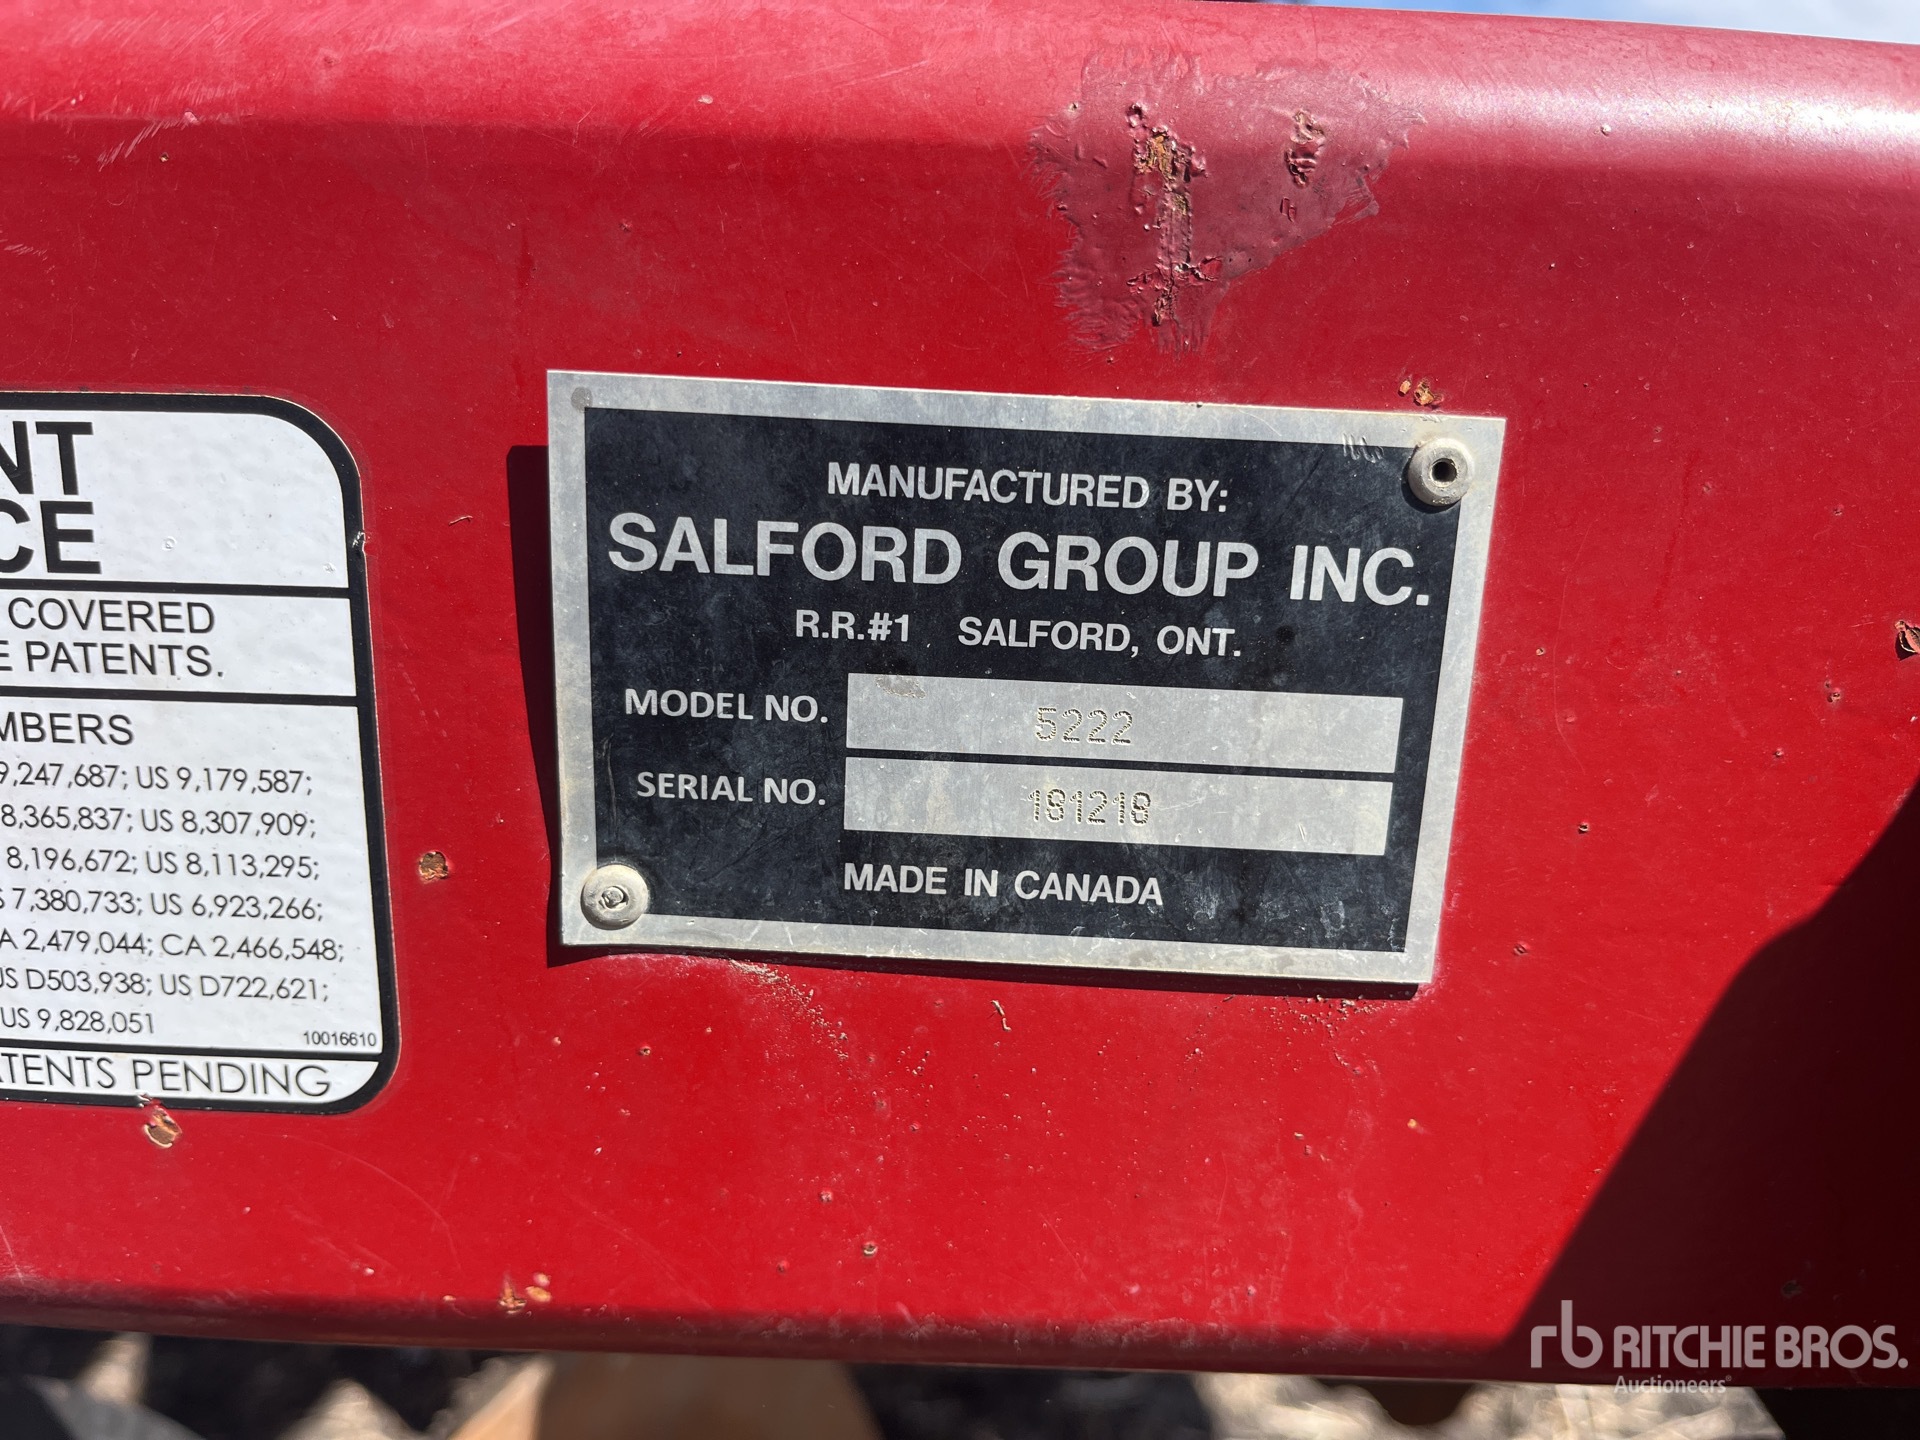 NT
CE
COVERED
E PATENTS.
MBERS
9,247,687; US 9,179,587;
8,365,837; US 8,307,909;
8,196,672; US 8,113,295;
7,380,733; US 6,923,266;
A 2,479,044; CA 2,466,548;
US D503,938; US D722,621;
US 9,828,051
10016610
TENTS PENDING
MANUFACTURED BY:
SALFORD GROUP INC.
R.R.#1 SALFORD, ONT.
MODEL NO. 5222
SERIAL NO. 181218
MADE IN CANADA
rb RITCHIE BROS.
Auctioneers